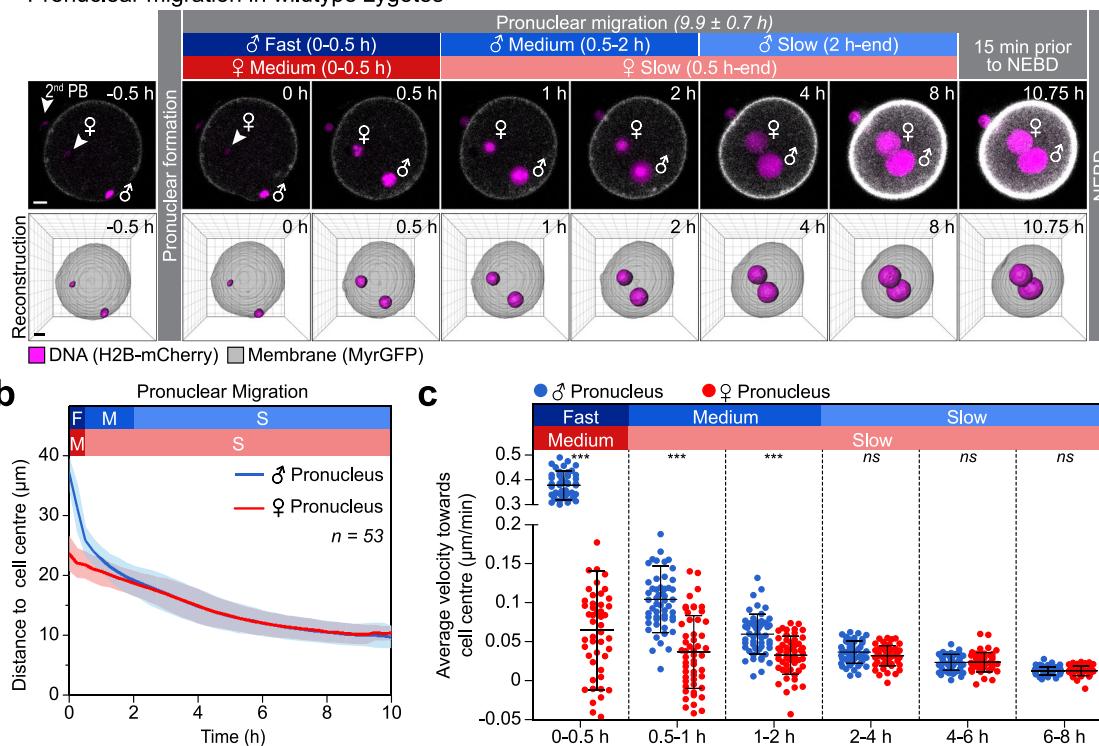 Pronuclear migration in wildtype zygotes
Pronuclear migration (9.9 ± 0.7 h)
♂ Fast (0-0.5 h) ♂ Medium (0.5-2 h) ♂ Slow (2 h-end) 15 min prior
♀ Medium (0-0.5 h) ♀ Slow (0.5 h-end) to NEBD
Pronuclear formation
NEBD
2nd PB -0.5 h 0 h 0.5 h 1 h 2 h 4 h 8 h 10.75 h
♀ ♀ ♀ ♀ ♀ ♀ ♀ ♀
♂ ♂ ♂ ♂ ♂ ♂ ♂ ♂
Reconstruction
-0.5 h 0 h 0.5 h 1 h 2 h 4 h 8 h 10.75 h
DNA (H2B-mCherry) Membrane (MyrGFP)
b
Pronuclear Migration
F M S
M S
♂ Pronucleus
♀ Pronucleus
n = 53
Distance to cell centre (µm)
40
30
20
10
0
0 2 4 6 8 10
Time (h)
c
♂ Pronucleus ♀ Pronucleus
Fast Medium Slow
Medium Slow
*** *** *** ns ns ns
Average velocity towards
cell centre (µm/min)
0.5
0.4
0.3
0.2
0.1
0.05
0
-0.05
0-0.5 h 0.5-1 h 1-2 h 2-4 h 4-6 h 6-8 h